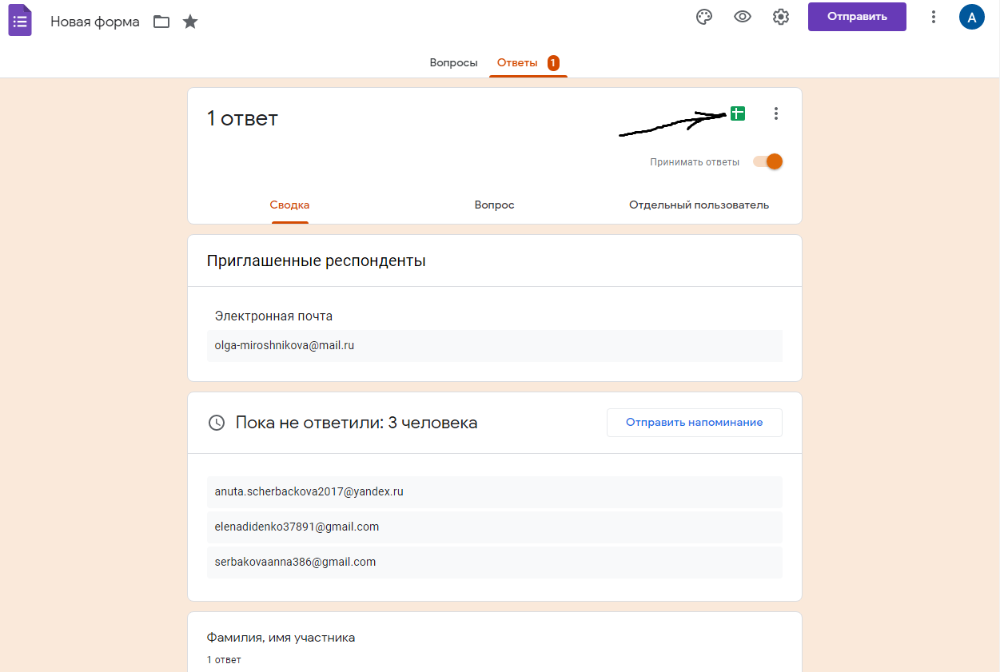 Новая форма
Отправить
A
Вопросы
Ответы 1
1 ответ
Принимать ответы
Сводка
Вопрос
Отдельный пользователь
Приглашенные респонденты
Электронная почта
olga-miroshnikova@mail.ru
Пока не ответили: 3 человека
Отправить напоминание
anuta.scherbackova2017@yandex.ru
elenadidenko37891@gmail.com
serbakovaanna386@gmail.com
Фамилия, имя участника
1 ответ